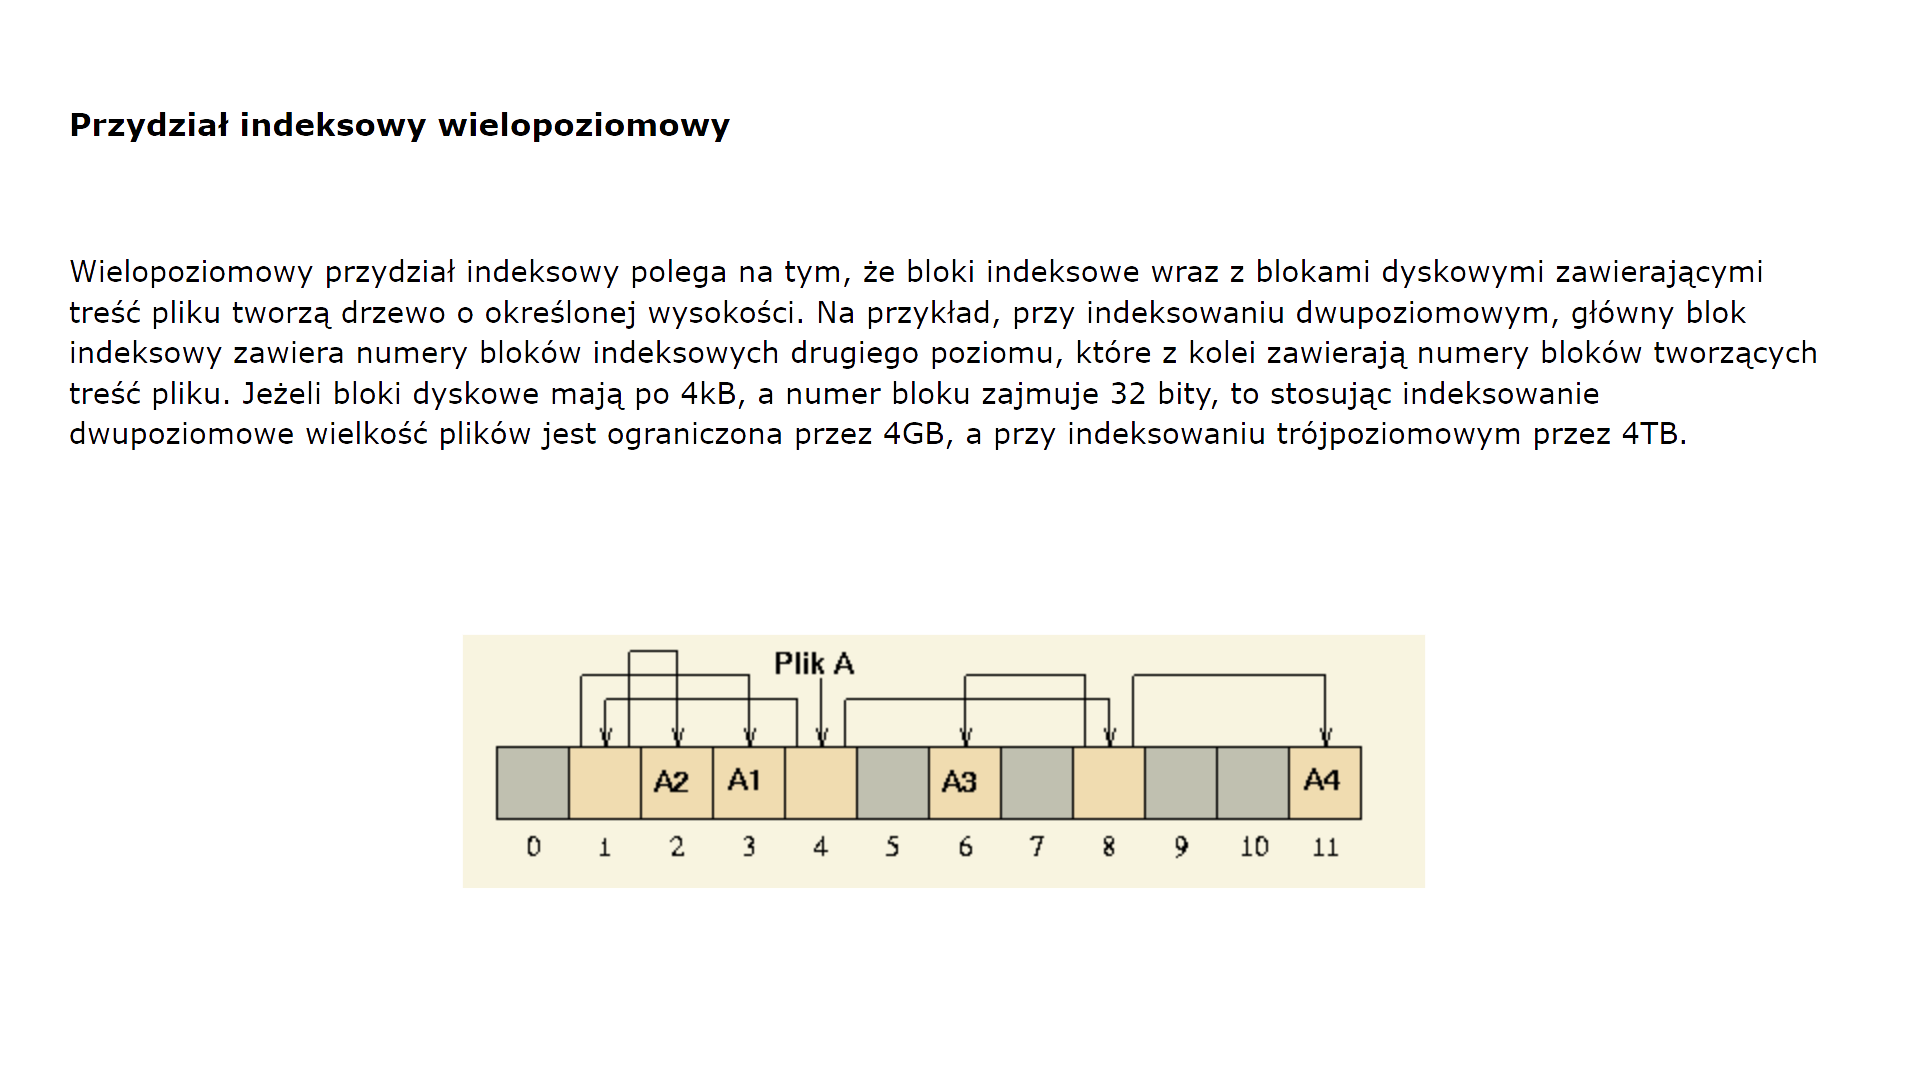 Przydział indeksowy wielopoziomowy
Wielopoziomowy przydział indeksowy polega na tym, że bloki indeksowe wraz z blokami dyskowymi zawierającymi
treść pliku tworzą drzewo o określonej wysokości. Na przykład, przy indeksowaniu dwupoziomowym, główny blok
indeksowy zawiera numery bloków indeksowych drugiego poziomu, które z kolei zawierają numery bloków tworzących
treść pliku. Jeżeli bloki dyskowe mają po 4kB, a numer bloku zajmuje 32 bity, to stosując indeksowanie
dwupoziomowe wielkość plików jest ograniczona przez 4GB, a przy indeksowaniu trójpoziomowym przez 4TB.
Plik A
A2 A1 A3 A4
0 1 2 3 4 5 6 7 8 9 10 11